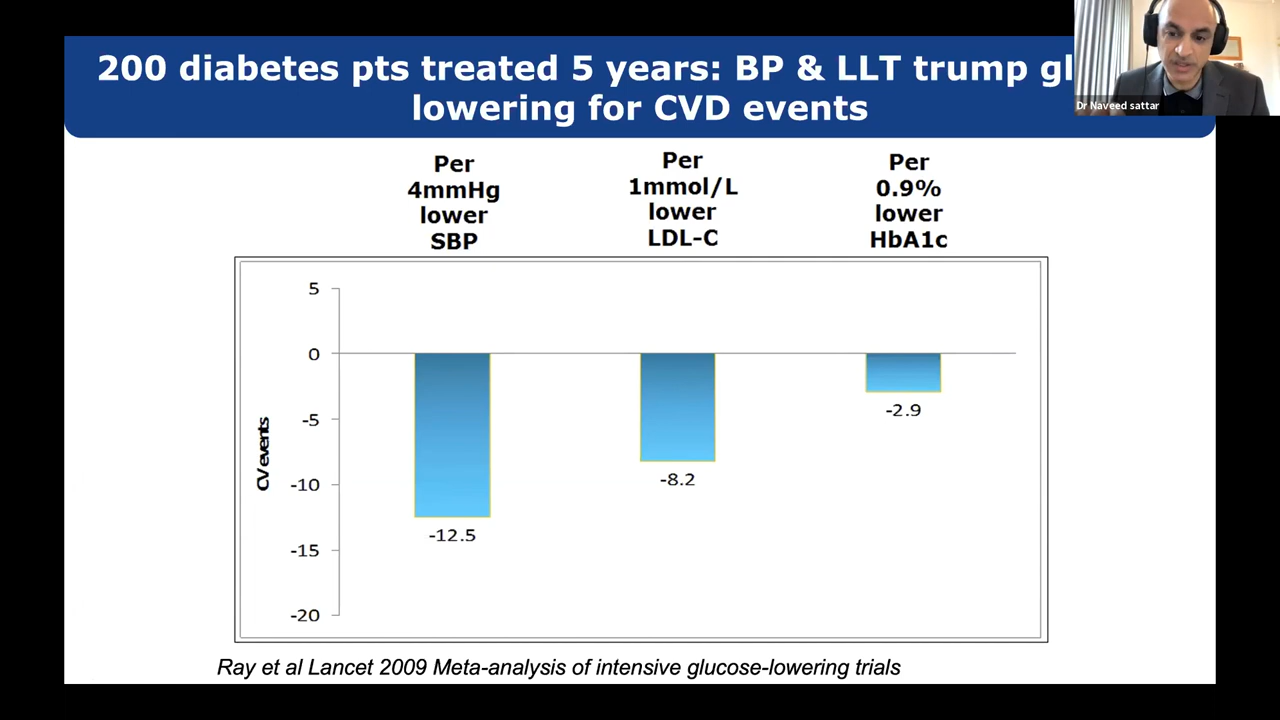 200 diabetes pts treated 5 years: BP & LLT trump
lowering for CVD events
Dr Naveed sattar
Per
4mmHg
lower
SBP
Per
1mmol/L
lower
LDL-C
Per
0.9%
lower
HbA1c
5
0
-5
-10
-15
-20
CV events
-12.5
-8.2
-2.9
Ray et al Lancet 2009 Meta-analysis of intensive glucose-lowering trials